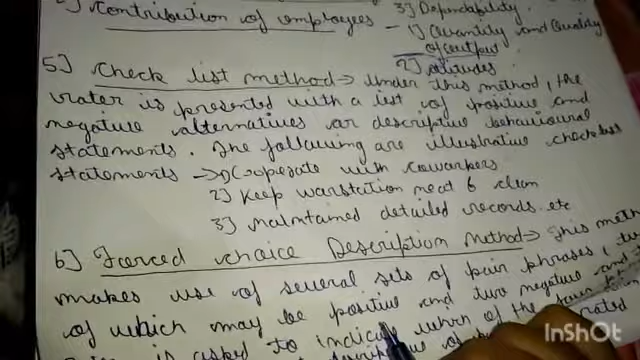 Contribution of employees
3) Dependability.
- 1) Quantity and Quality
of output
2) Attitudes.
5] Check list method → Under this method, the
rater is presented with a list of positive and
negative alternatives or descriptive behavioural
statements. The following are illustrative checklist
statements → 1) Cooperate with coworkers
2) Keep workstation neat & clean
3) Maintained detailed records. etc
6] Forced choice Description Method → This meth
makes use of several sets of pair phrases,
of which may be positive and two negative and
is asked to indicate which of the
rated
InShOt